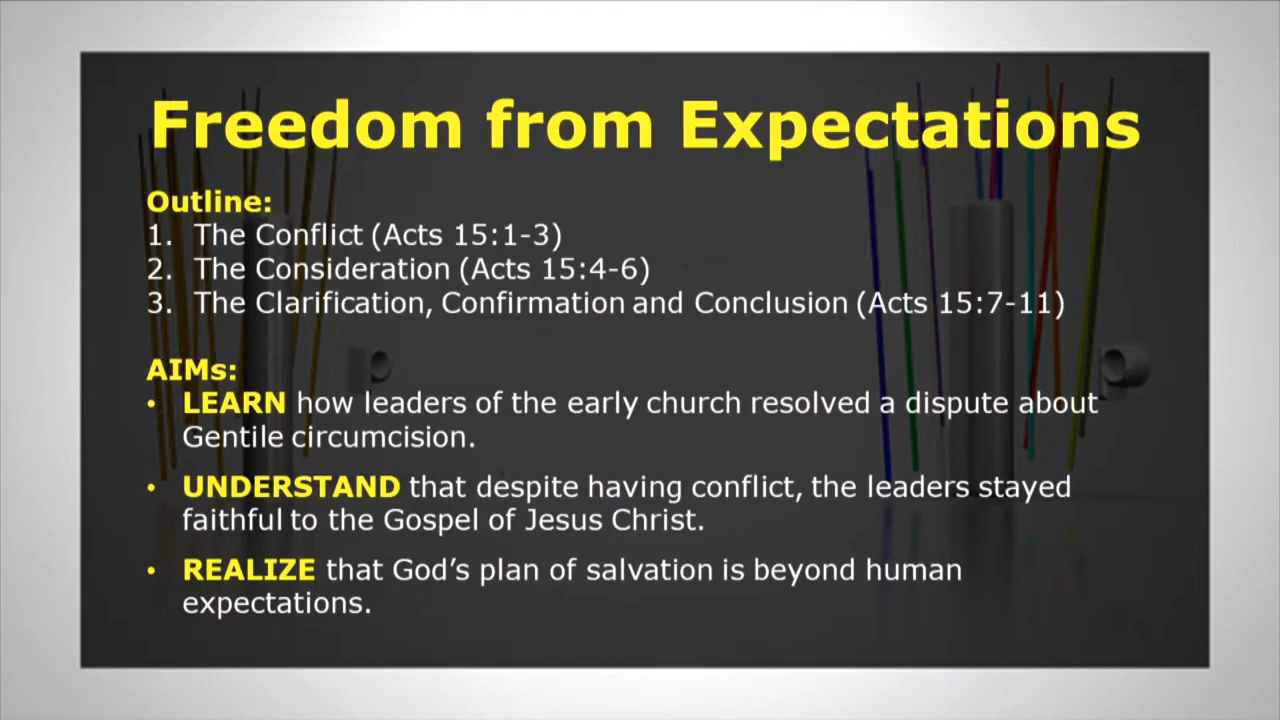 Freedom from Expectations
Outline:
1. The Conflict (Acts 15:1-3)
2. The Consideration (Acts 15:4-6)
3. The Clarification, Confirmation and Conclusion (Acts 15:7-11)
AIMs:
• LEARN how leaders of the early church resolved a dispute about
Gentile circumcision.
• UNDERSTAND that despite having conflict, the leaders stayed
faithful to the Gospel of Jesus Christ.
• REALIZE that God’s plan of salvation is beyond human
expectations.